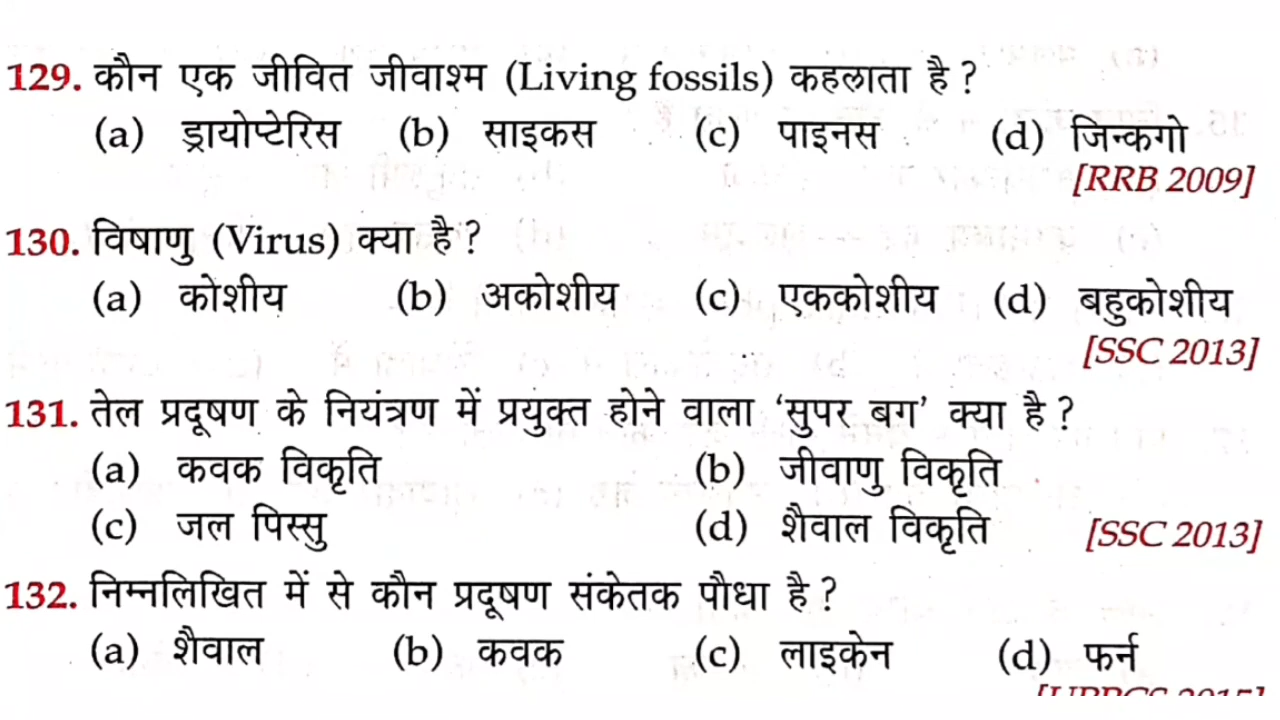 129. कौन एक जीवित जीवाश्म (Living fossils) कहलाता है ?
(a) ड्रायोप्टेरिस (b) साइकस (c) पाइनस (d) जिन्कगो
[RRB 2009]
130. विषाणु (Virus) क्या है ?
(a) कोशीय (b) अकोशीय (c) एककोशीय (d) बहुकोशीय
[SSC 2013]
131. तेल प्रदूषण के नियंत्रण में प्रयुक्त होने वाला ‘सुपर बग’ क्या है ?
(a) कवक विकृति (b) जीवाणु विकृति
(c) जल पिस्सु (d) शैवाल विकृति [SSC 2013]
132. निम्नलिखित में से कौन प्रदूषण संकेतक पौधा है ?
(a) शैवाल (b) कवक (c) लाइकेन (d) फर्न